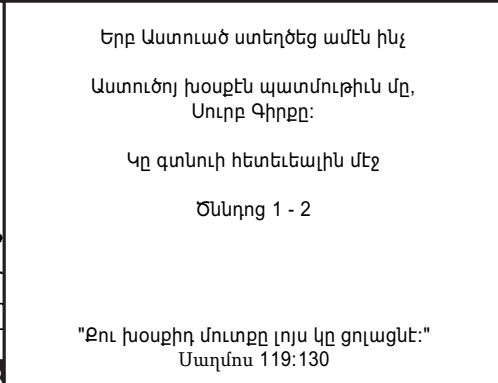 Երբ Աստուած ստեղծեց ամէն ինչ
Աստուծոյ խօսքէն պատմութիւն մը,
Սուրբ Գիրքը:
Կը գտնուի հետեւեալին մէջ
Ծննդոց 1 - 2
"Քու խօսքիդ մուտքը լոյս կը ցոլացնէ:"
Սաղմոս 119:130